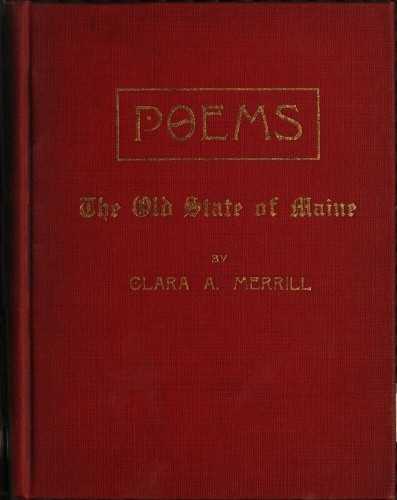 POEMS
The Old State of Maine
BY
CLARA A. MERRILL